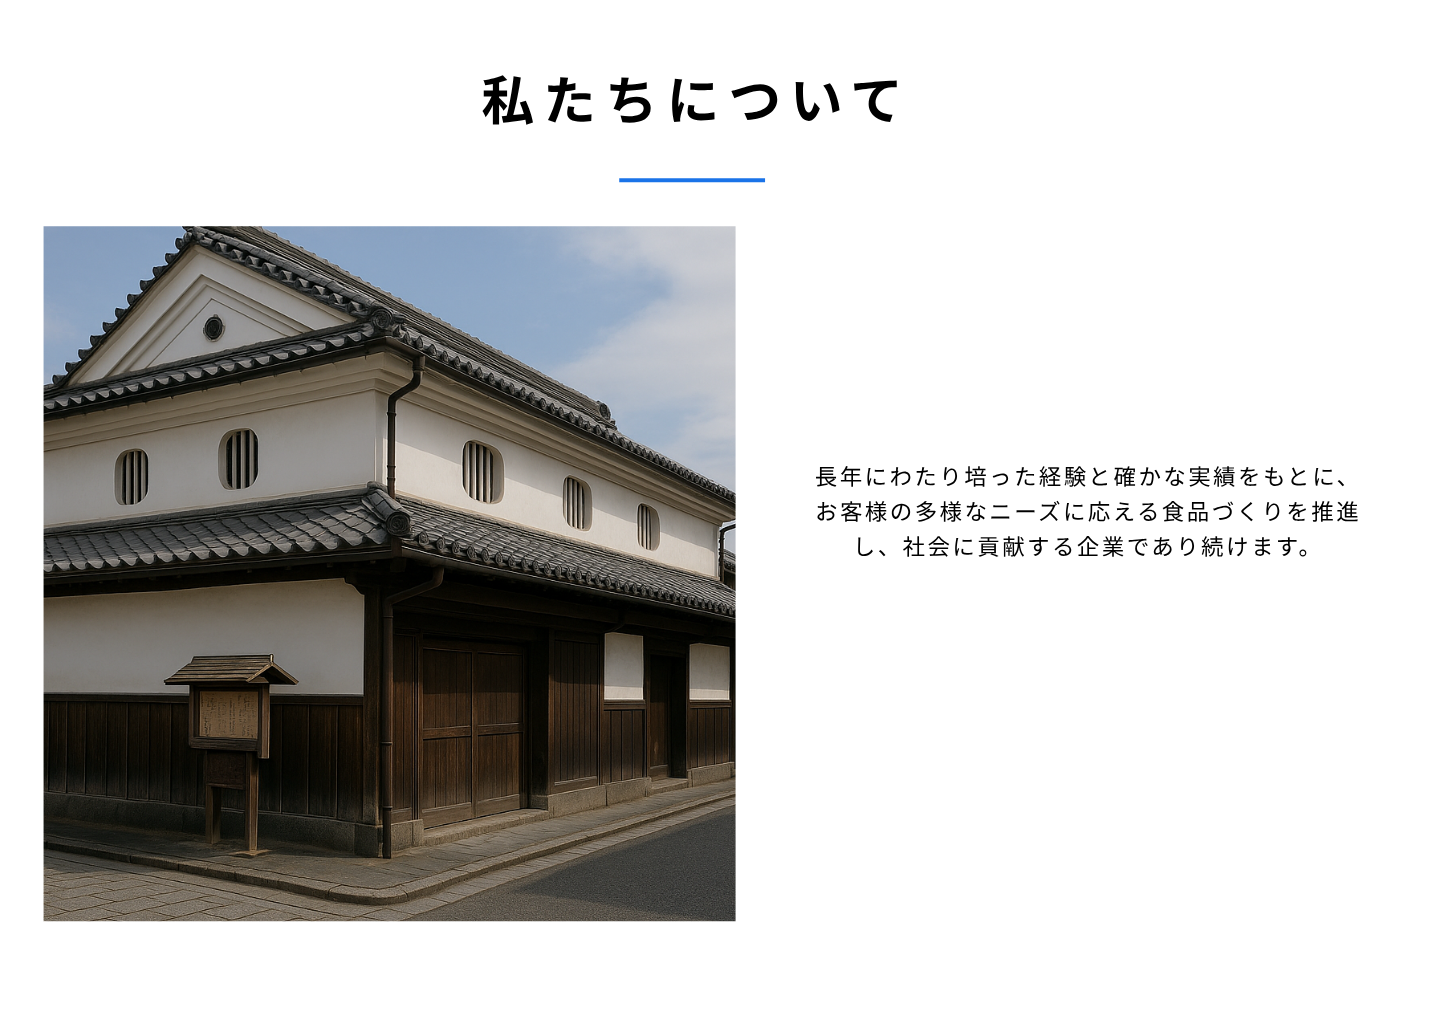 私たちについて
長年にわたり培った経験と確かな実績をもとに、
お客様の多様なニーズに応える食品づくりを推進
し、社会に貢献する企業であり続けます。